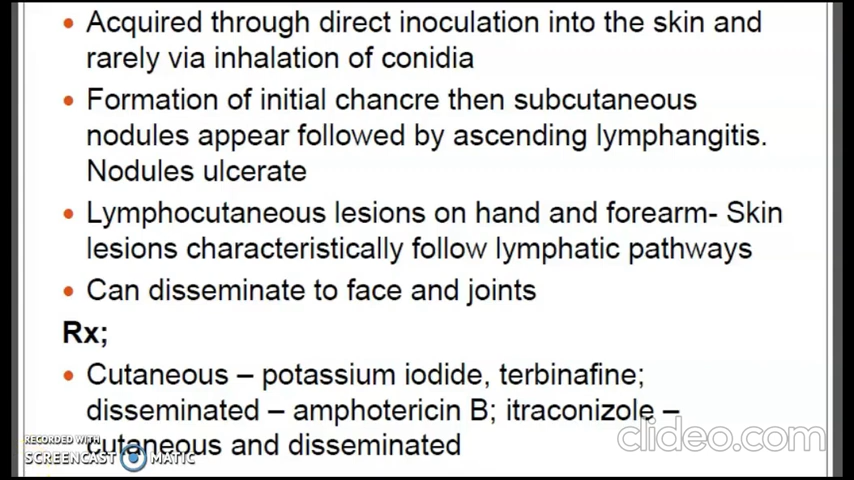 • Acquired through direct inoculation into the skin and
rarely via inhalation of conidia
• Formation of initial chancre then subcutaneous
nodules appear followed by ascending lymphangitis.
Nodules ulcerate
• Lymphocutaneous lesions on hand and forearm- Skin
lesions characteristically follow lymphatic pathways
• Can disseminate to face and joints
Rx;
• Cutaneous – potassium iodide, terbinafine;
disseminated – amphotericin B; itraconizole –
cutaneous and disseminated
clideo.com
RECORDED WITH
SCREENCAST MATIC